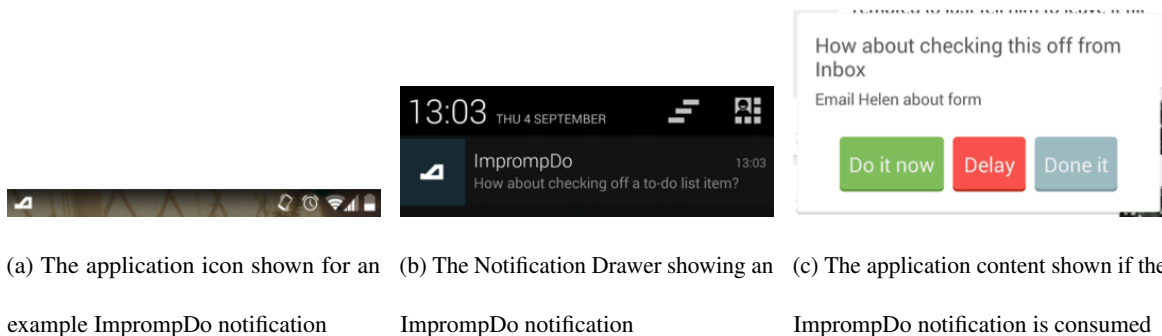 How about checking this off from
Inbox
Email Helen about form
Do it now Delay Done it
13:03 THU 4 SEPTEMBER
ImprompDo 13:03
How about checking off a to-do list item?
(a) The application icon shown for an
example ImprompDo notification
(b) The Notification Drawer showing an
ImprompDo notification
(c) The application content shown if the
ImprompDo notification is consumed